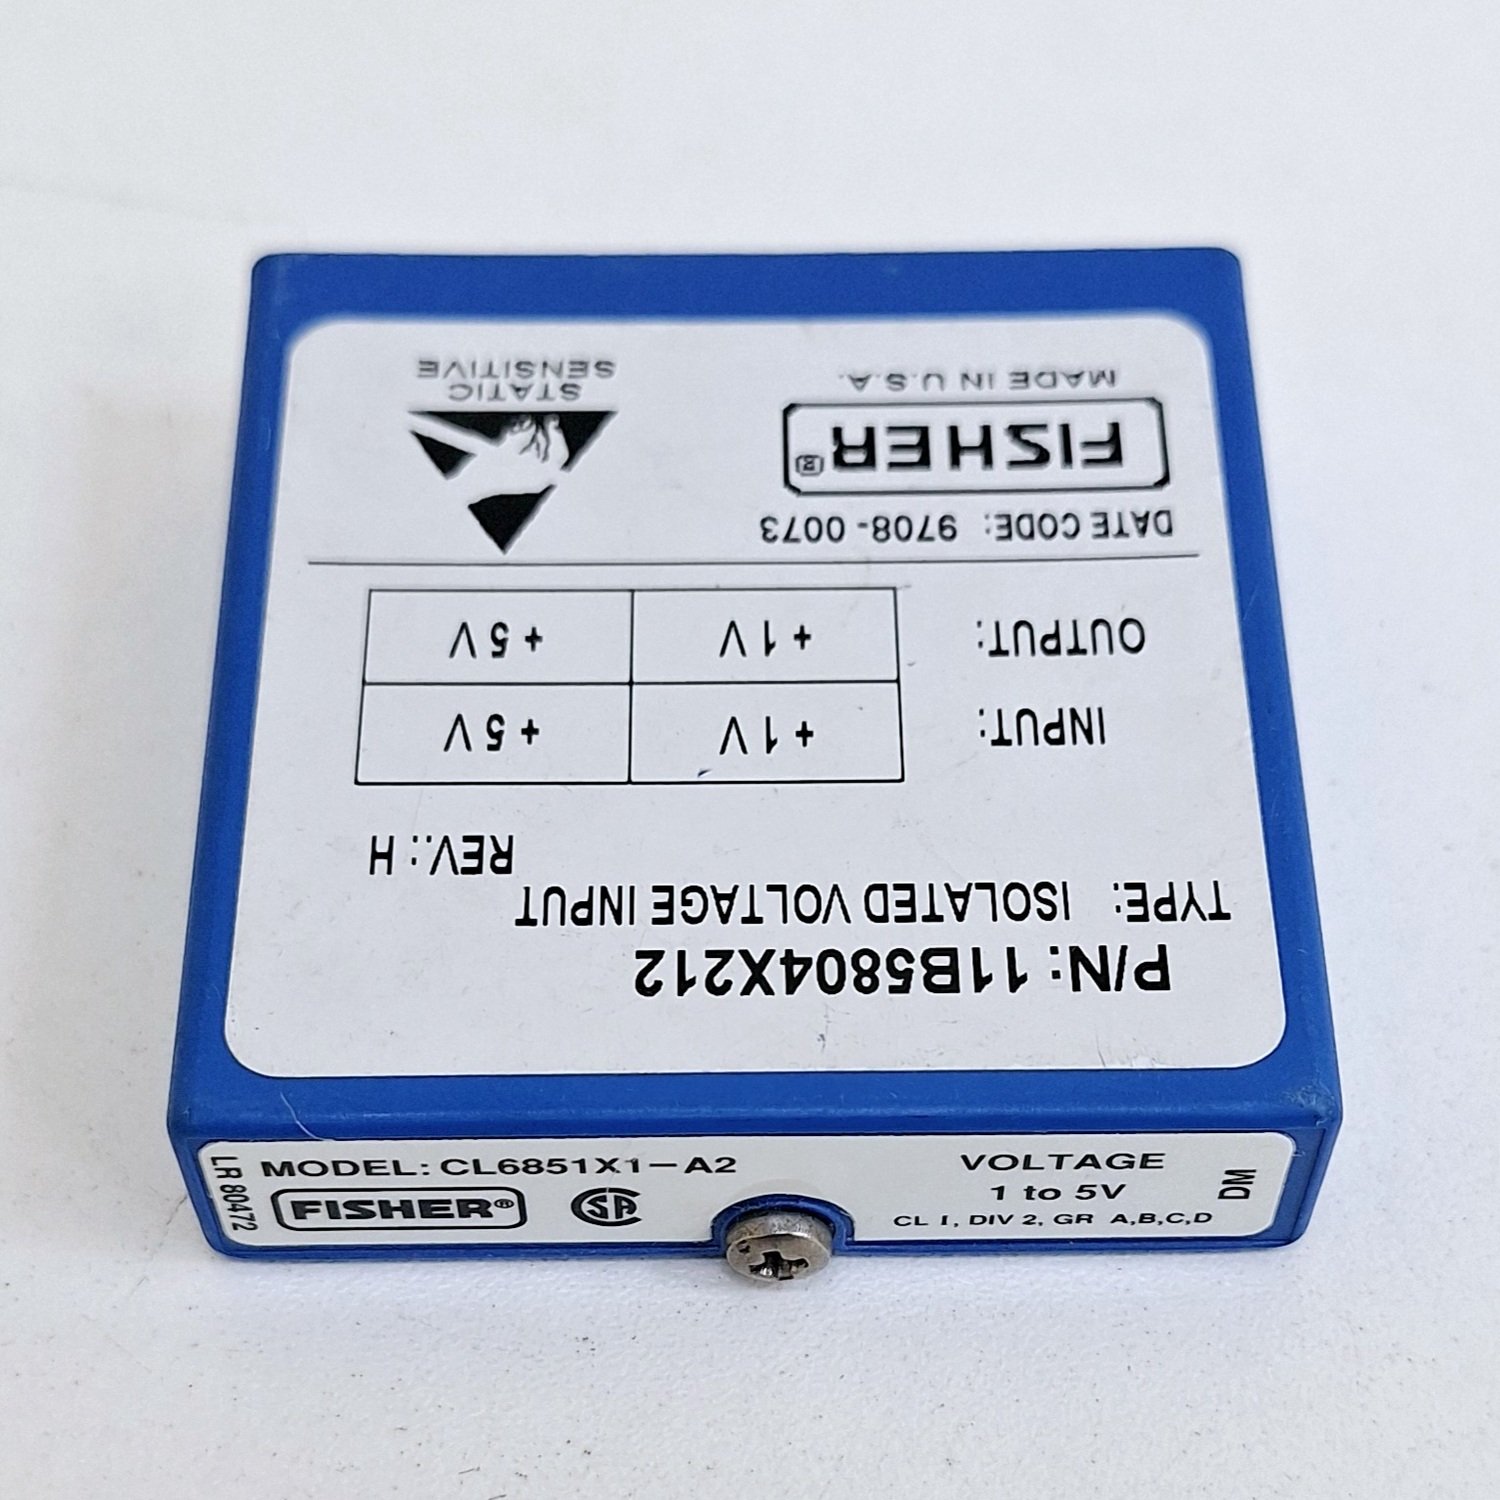 P/N: 11B5804X212
TYPE: ISOLATED VOLTAGE INPUT
REV.: H
INPUT: +1V +5V
OUTPUT: +1V +5V
DATE CODE: 9708-0073
FISHER®
MADE IN U.S.A.
STATIC
SENSITIVE
LR 80472
MODEL: CL6851X1-A2
FISHER®
SA
VOLTAGE
1 to 5V
CL I, DIV 2, GR A,B,C,D
DM